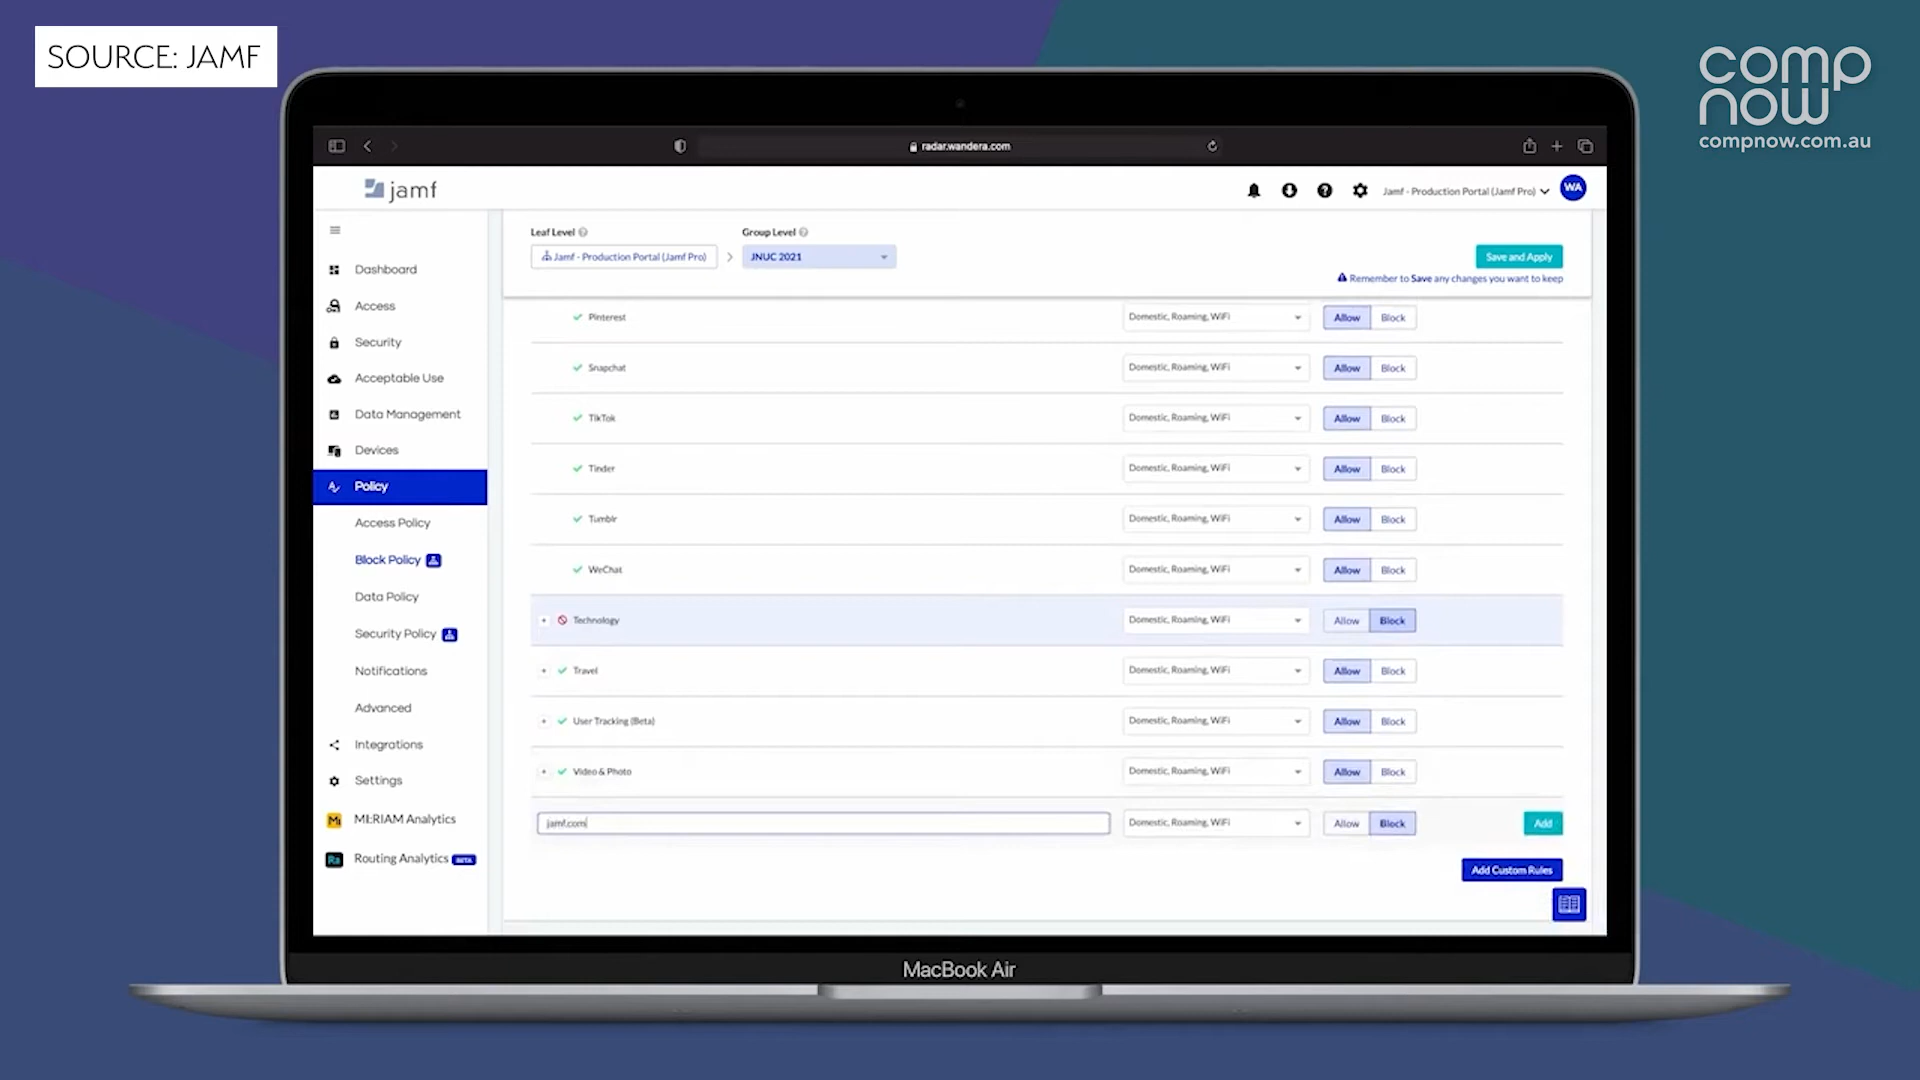 SOURCE: JAMF
comp
now
compnow.com.au
radar.wandera.com
jamf
Jamf - Production Portal (Jamf Pro)
WA
Leaf Level
Group Level
Jamf - Production Portal (Jamf Pro)
JNUC 2021
Save and Apply
Remember to Save any changes you want to keep
Dashboard
Access
Security
Acceptable Use
Data Management
Devices
Policy
Access Policy
Block Policy
Data Policy
Security Policy
Notifications
Advanced
Integrations
Settings
MI:RIAM Analytics
Ra Routing Analytics BETA
Pinterest Domestic, Roaming, WiFi Allow Block
Snapchat Domestic, Roaming, WiFi Allow Block
TikTok Domestic, Roaming, WiFi Allow Block
Tinder Domestic, Roaming, WiFi Allow Block
Tumblr Domestic, Roaming, WiFi Allow Block
WeChat Domestic, Roaming, WiFi Allow Block
Technology Domestic, Roaming, WiFi Allow Block
Travel Domestic, Roaming, WiFi Allow Block
User Tracking (Beta) Domestic, Roaming, WiFi Allow Block
Video & Photo Domestic, Roaming, WiFi Allow Block
jamf.com Domestic, Roaming, WiFi Allow Block Add
Add Custom Rules
MacBook Air